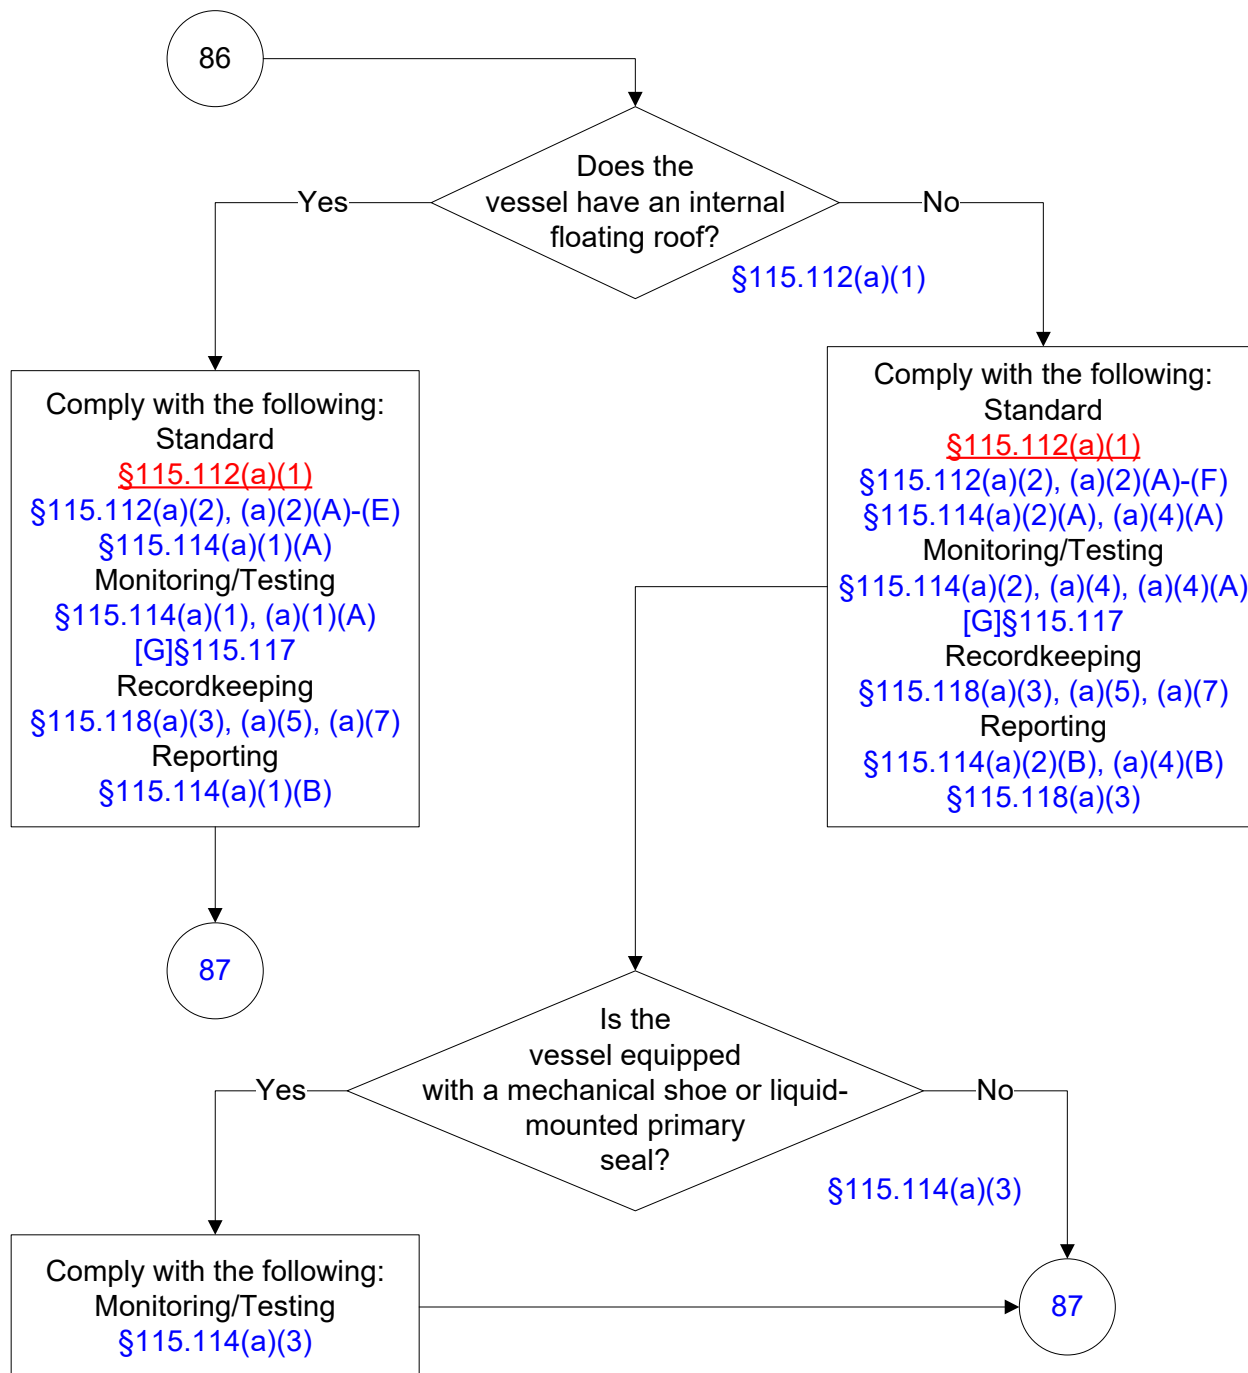 86
Does the
vessel have an internal
floating roof?
Yes
No
§115.112(a)(1)
Comply with the following:
Standard
§115.112(a)(1)
§115.112(a)(2), (a)(2)(A)-(E)
§115.114(a)(1)(A)
Monitoring/Testing
§115.114(a)(1), (a)(1)(A)
[G]§115.117
Recordkeeping
§115.118(a)(3), (a)(5), (a)(7)
Reporting
§115.114(a)(1)(B)
Comply with the following:
Standard
§115.112(a)(1)
§115.112(a)(2), (a)(2)(A)-(F)
§115.114(a)(2)(A), (a)(4)(A)
Monitoring/Testing
§115.114(a)(2), (a)(4), (a)(4)(A)
[G]§115.117
Recordkeeping
§115.118(a)(3), (a)(5), (a)(7)
Reporting
§115.114(a)(2)(B), (a)(4)(B)
§115.118(a)(3)
87
Is the
vessel equipped
with a mechanical shoe or liquid-
mounted primary
seal?
Yes
No
§115.114(a)(3)
Comply with the following:
Monitoring/Testing
§115.114(a)(3)
87